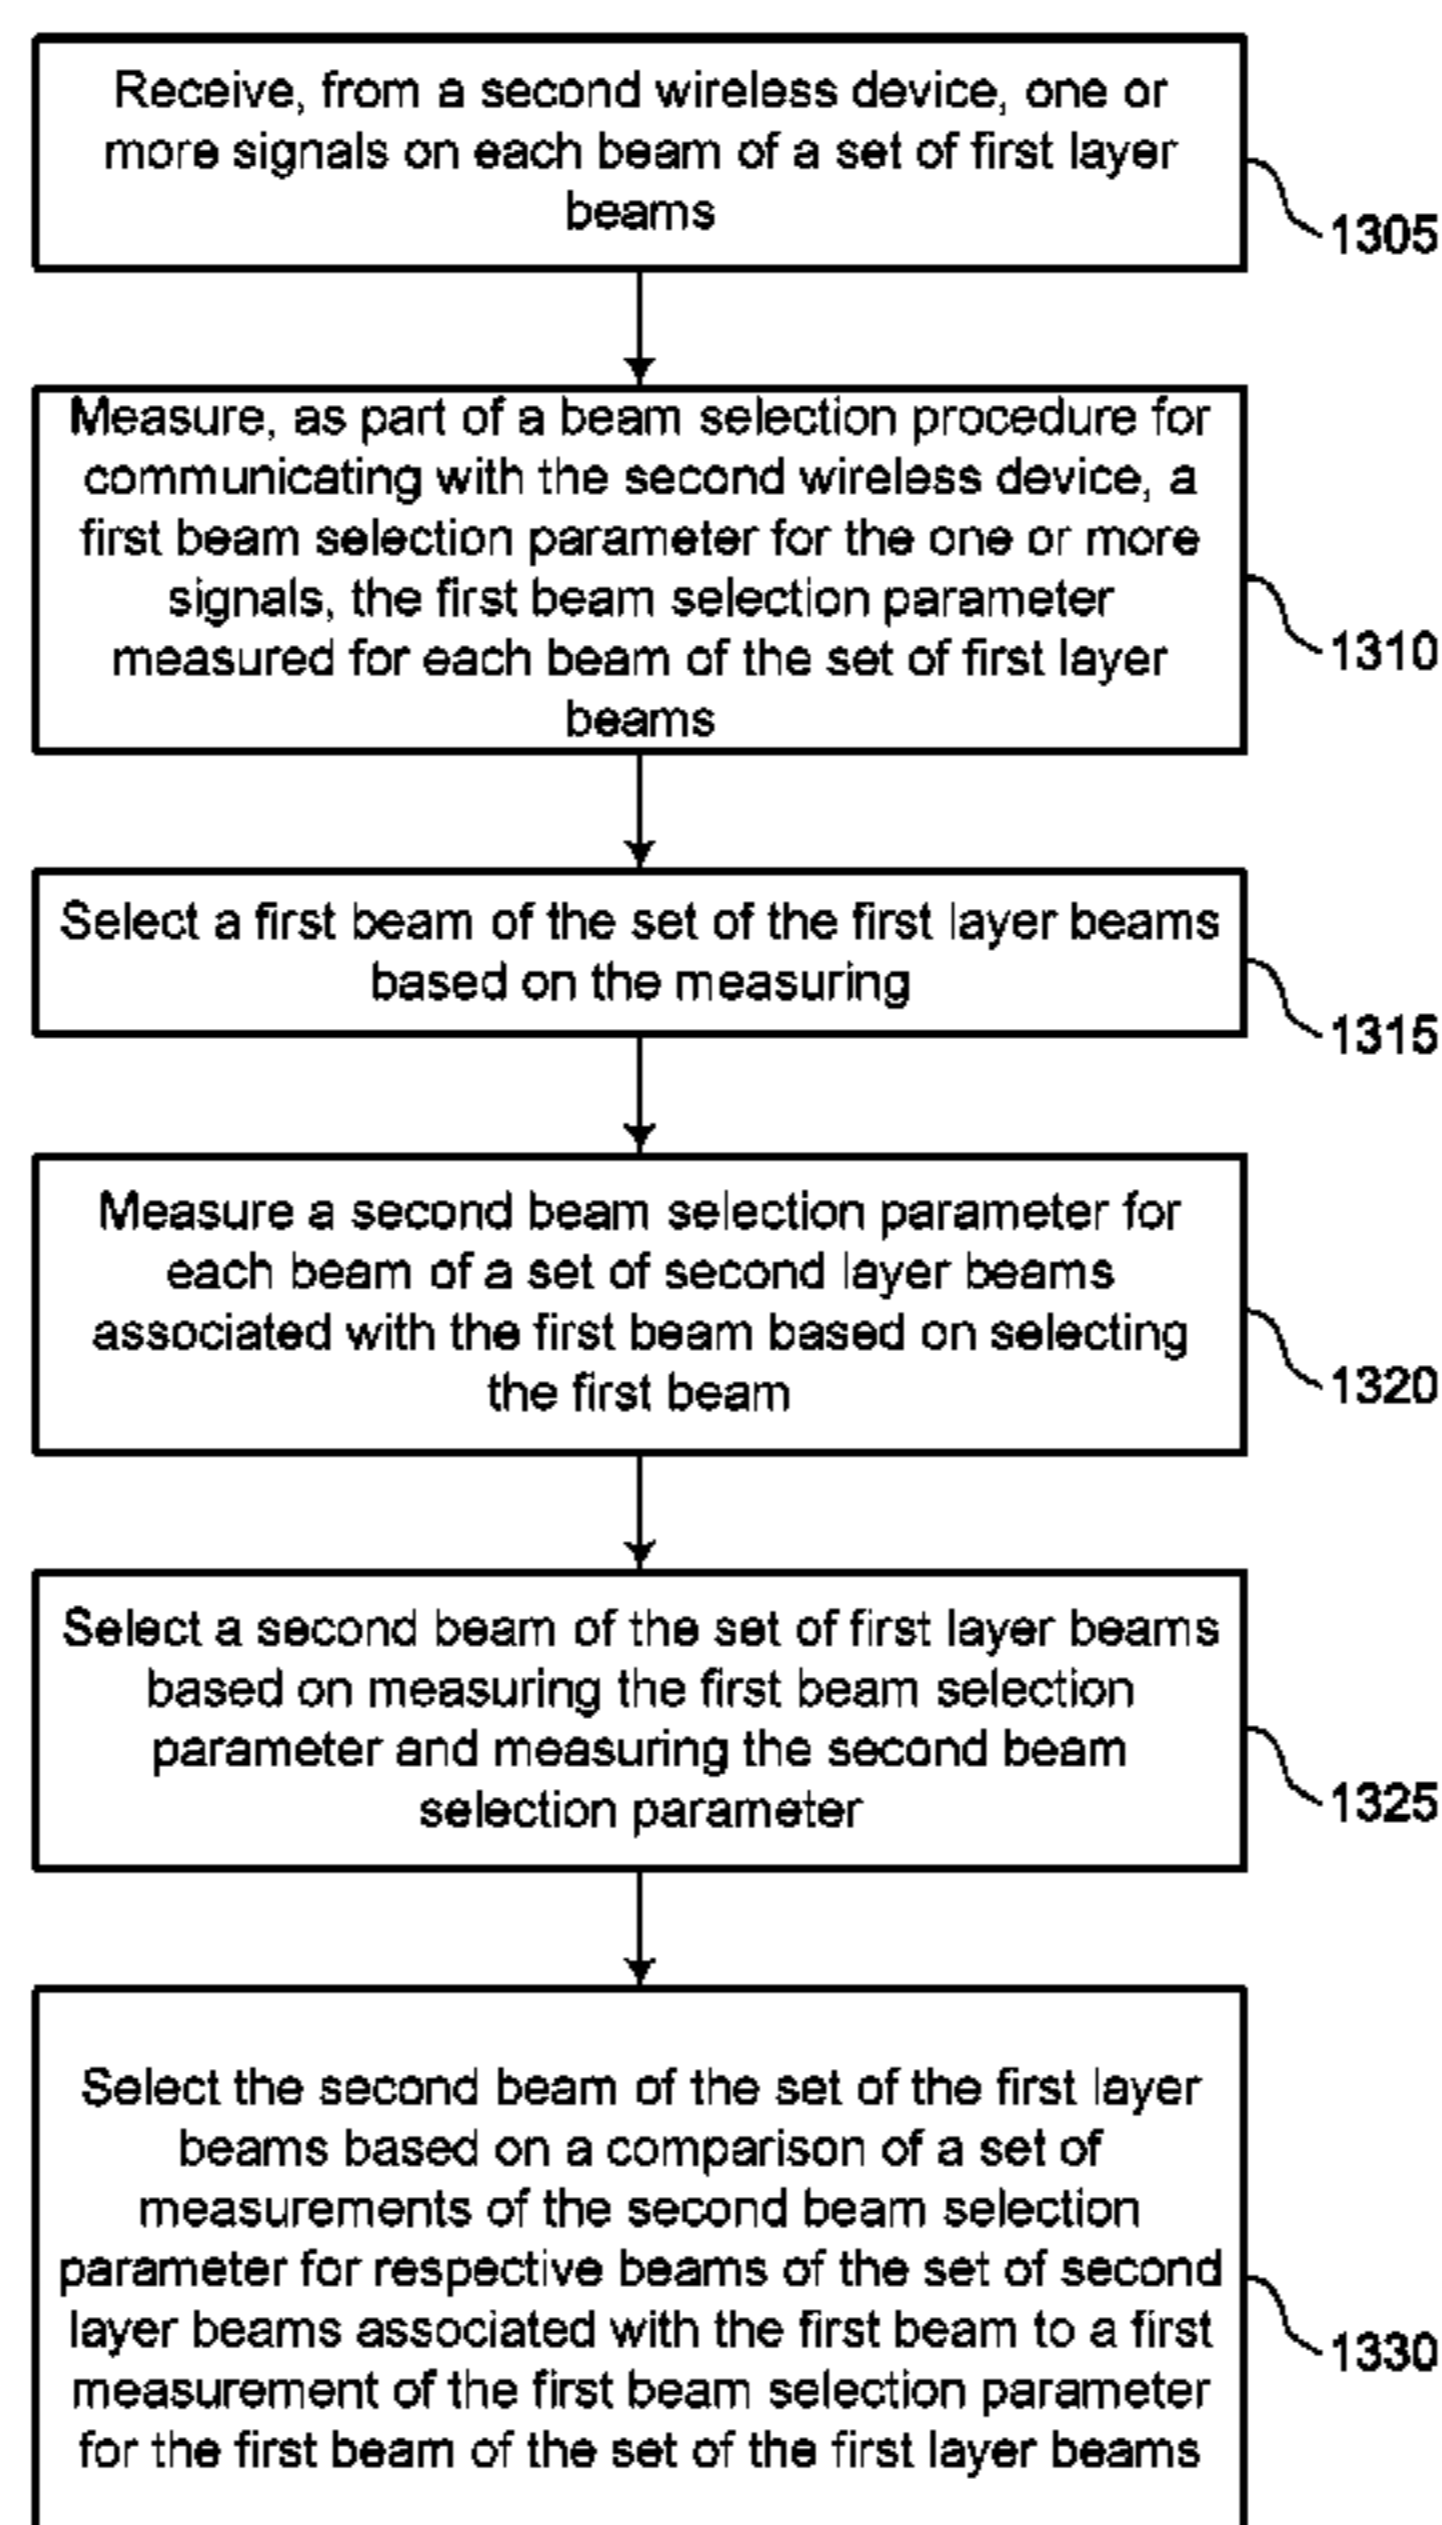 Receive, from a second wireless device, one or
more signals on each beam of a set of first layer
beams
1305
Measure, as part of a beam selection procedure for
communicating with the second wireless device, a
first beam selection parameter for the one or more
signals, the first beam selection parameter
measured for each beam of the set of first layer
beams
1310
Select a first beam of the set of the first layer beams
based on the measuring
1315
Measure a second beam selection parameter for
each beam of a set of second layer beams
associated with the first beam based on selecting
the first beam
1320
Select a second beam of the set of first layer beams
based on measuring the first beam selection
parameter and measuring the second beam
selection parameter
1325
Select the second beam of the set of the first layer
beams based on a comparison of a set of
measurements of the second beam selection
parameter for respective beams of the set of second
layer beams associated with the first beam to a first
measurement of the first beam selection parameter
for the first beam of the set of the first layer beams
1330